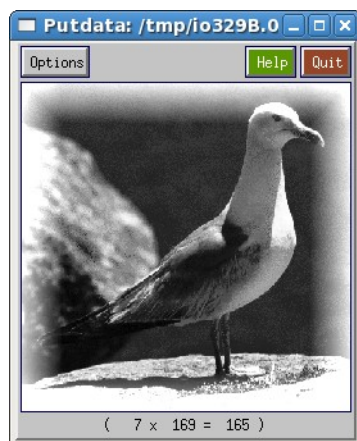 Putdata: /tmp/io329B.0
Options Help Quit
( 7 x 169 = 165 )